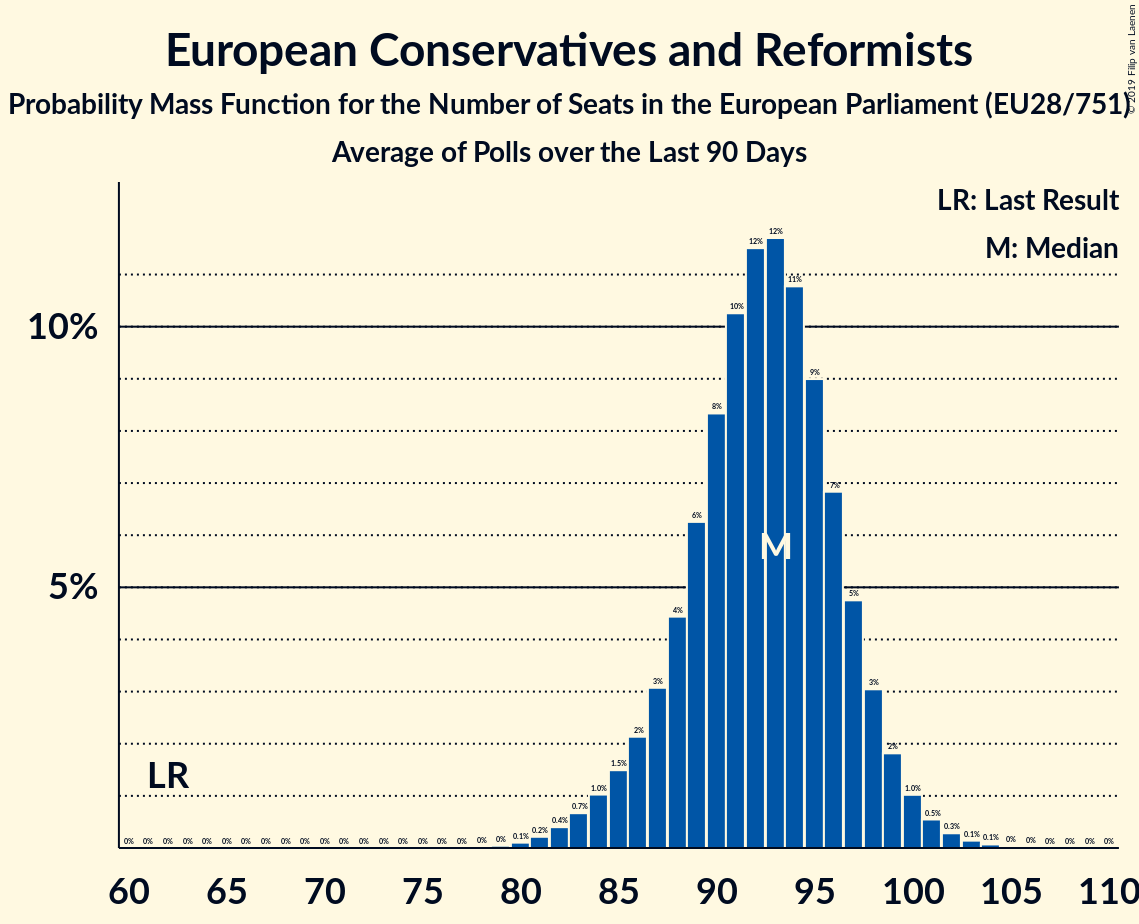 European Conservatives and Reformists
Probability Mass Function for the Number of Seats in the European Parliament (EU28/751)
Average of Polls over the Last 90 Days
© 2019 Filip van Laenen
LR: Last Result
M: Median
10%
5%
LR
M
0% 0% 0% 0% 0% 0% 0% 0% 0% 0% 0% 0% 0% 0% 0% 0% 0% 0% 0% 0% 0.1% 0.2% 0.4% 0.7% 1.0% 1.5% 2% 3% 4% 6% 8% 10% 12% 12% 11% 9% 7% 5% 3% 2% 1.0% 0.5% 0.3% 0.1% 0.1% 0% 0% 0% 0% 0% 0%
60 65 70 75 80 85 90 95 100 105 110